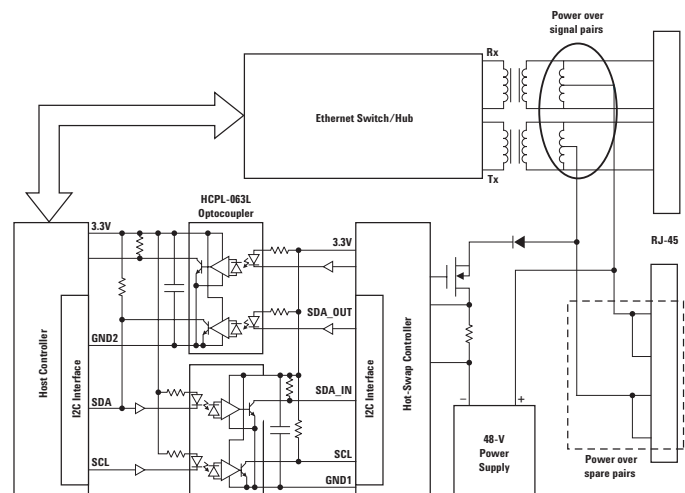 Power over
signal pairs
Rx
Ethernet Switch/Hub
Tx
HCPL-063L
Optocoupler
RJ-45
3.3V
3.3V
SDA_OUT
GND2
Host Controller
I2C Interface
SDA
SCL
SDA_IN
SCL
GND1
I2C Interface
Hot-Swap Controller
– +
48-V
Power
Supply
Power over
spare pairs